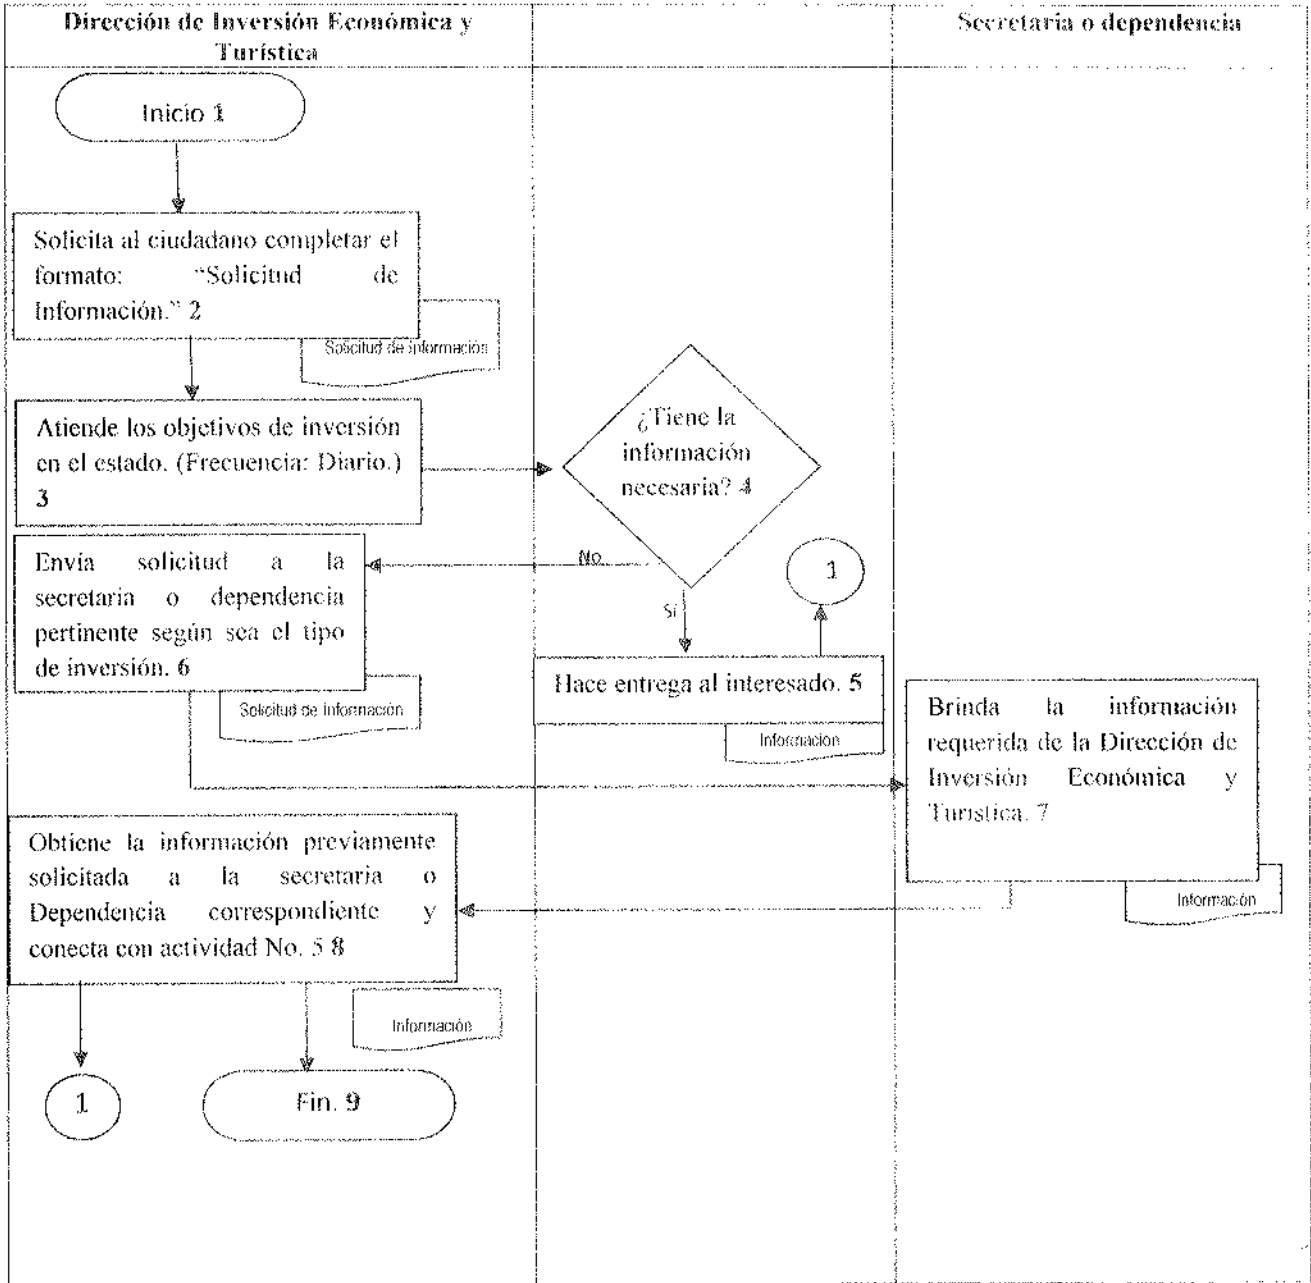 Dirección de Inversión Económica y
Turística
Secretaria o dependencia
Inicio 1
Solicita al ciudadano completar el
formato: “Solicitud de
Información.” 2
Solicitud de información
Atiende los objetivos de inversión
en el estado. (Frecuencia: Diario.)
3
¿Tiene la
información
necesaria? 4
No
Sí
1
Envía solicitud a la
secretaria o dependencia
pertinente según sea el tipo
de inversión. 6
Solicitud de Información
Hace entrega al interesado. 5
Información
Brinda la información
requerida de la Dirección de
Inversión Económica y
Turística. 7
Información
Obtiene la información previamente
solicitada a la secretaria o
Dependencia correspondiente y
conecta con actividad No. 5 8
Información
1
Fin. 9